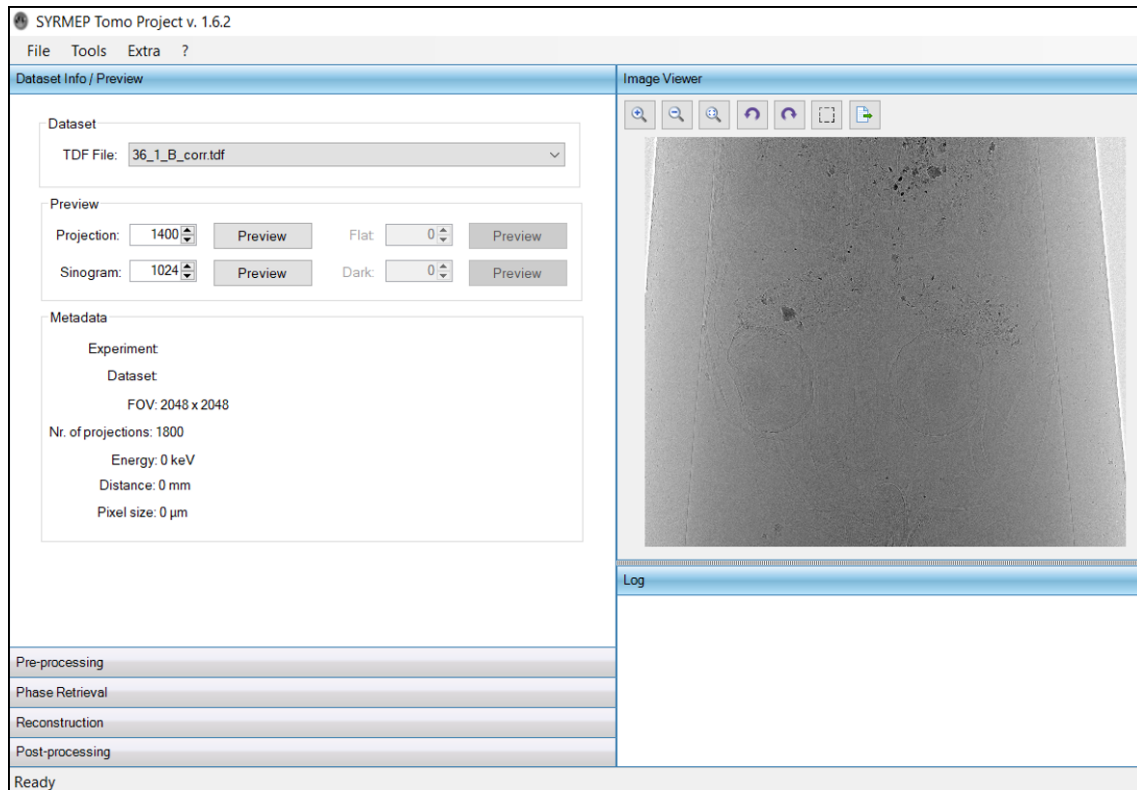 SYRMEP Tomo Project v. 1.6.2
File Tools Extra ?
Dataset Info / Preview
Dataset
TDF File: 36_1_B_corr.tdf
Preview
Projection: 1400 Preview Flat: 0 Preview
Sinogram: 1024 Preview Dark: 0 Preview
Metadata
Experiment:
Dataset:
FOV: 2048 x 2048
Nr. of projections: 1800
Energy: 0 keV
Distance: 0 mm
Pixel size: 0 µm
Pre-processing
Phase Retrieval
Reconstruction
Post-processing
Ready
Image Viewer
Log